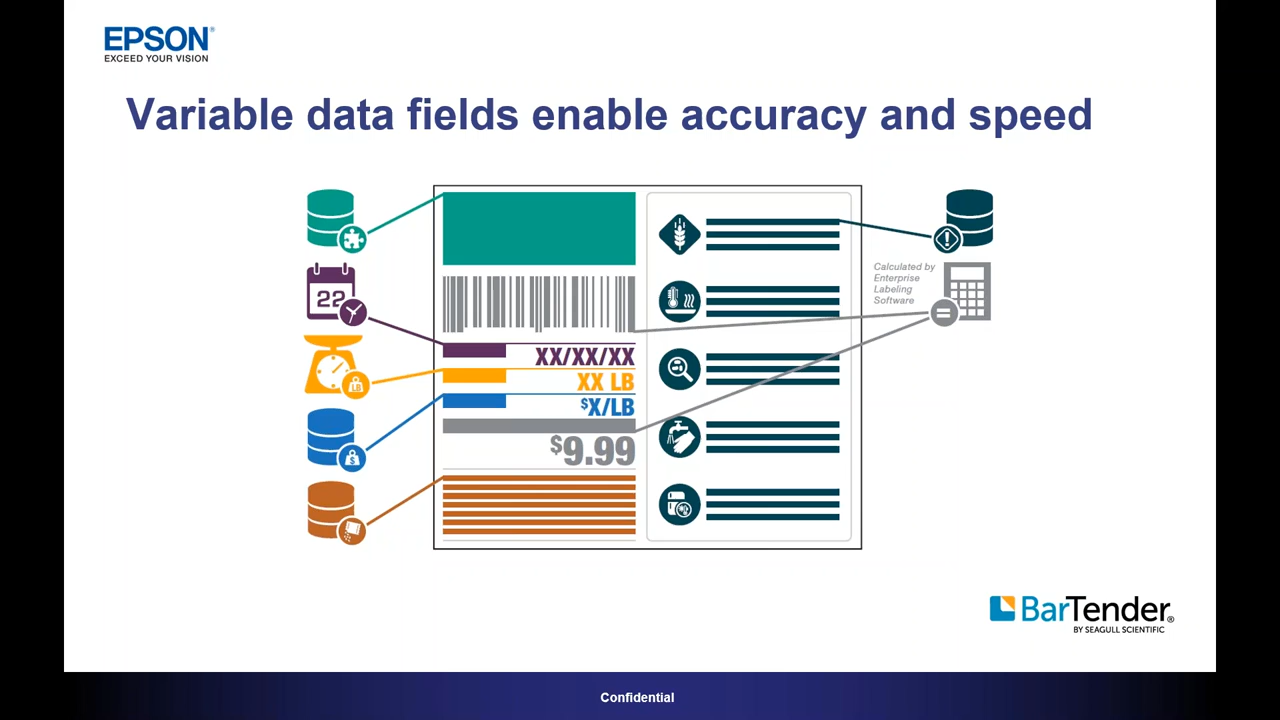 EPSON®
EXCEED YOUR VISION
Variable data fields enable accuracy and speed
22
LB
$
XX/XX/XX
XX LB
$X/LB
$9.99
Calculated by
Enterprise
Labeling
Software
BarTender®
BY SEAGULL SCIENTIFIC
Confidential